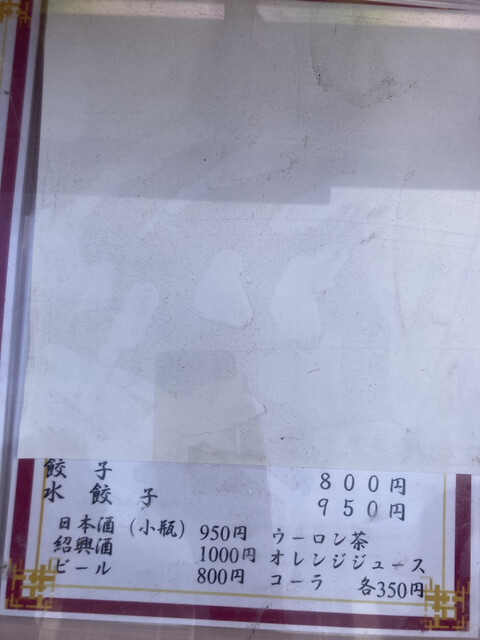 餃子 800円
水餃子 950円
日本酒(小瓶) 950円 ウーロン茶
紹興酒 1000円 オレンジジュース
ビール 800円 コーラ 各350円